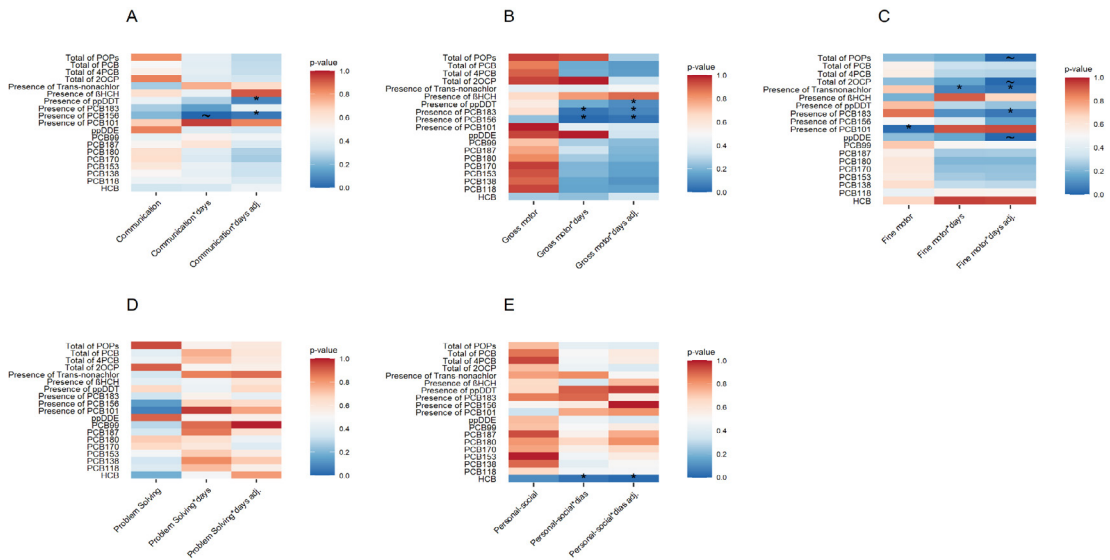 A
Total of POPs
Total of PCB
Total of 4PCB
Total of 2OCP
Presence of Trans-nonachlor
Presence of ßHCH
Presence of ppDDT
Presence of PCB183
Presence of PCB156
Presence of PCB101
ppDDE
PCB99
PCB187
PCB180
PCB170
PCB153
PCB138
PCB118
HCB
*
*
~
Communication
Communication*days
Communication*days adj.
p-value
1.0
0.8
0.6
0.4
0.2
0.0
B
Total of POPs
Total of PCB
Total of 4PCB
Total of 2OCP
Presence of Trans-nonachlor
Presence of ßHCH
Presence of ppDDT
Presence of PCB183
Presence of PCB156
Presence of PCB101
ppDDE
PCB99
PCB187
PCB180
PCB170
PCB153
PCB138
PCB118
HCB
*
* *
* *
Gross motor
Gross motor*days
Gross motor*days adj.
p-value
1.0
0.8
0.6
0.4
0.2
0.0
C
Total of POPs
Total of PCB
Total of 4PCB
Total of 2OCP
Presence of Transnonachlor
Presence of ßHCH
Presence of ppDDT
Presence of PCB183
Presence of PCB156
Presence of PCB101
ppDDE
PCB99
PCB187
PCB180
PCB170
PCB153
PCB138
PCB118
HCB
~
~
* *
*
*
~
Fine motor
Fine motor*days
Fine motor*days adj.
p-value
1.0
0.8
0.6
0.4
0.2
0.0
D
Total of POPs
Total of PCB
Total of 4PCB
Total of 2OCP
Presence of Trans-nonachlor
Presence of ßHCH
Presence of ppDDT
Presence of PCB183
Presence of PCB156
Presence of PCB101
ppDDE
PCB99
PCB187
PCB180
PCB170
PCB153
PCB138
PCB118
HCB
Problem Solving
Problem Solving*days
Problem Solving*days adj.
p-value
1.0
0.8
0.6
0.4
0.2
0.0
E
Total of POPs
Total of PCB
Total of 4PCB
Total of 2OCP
Presence of Trans-nonachlor
Presence of ßHCH
Presence of ppDDT
Presence of PCB183
Presence of PCB156
Presence of PCB101
ppDDE
PCB99
PCB187
PCB180
PCB170
PCB153
PCB138
PCB118
HCB
* *
Personal-social
Personal-social*dias
Personal-social*dias adj.
p-value
1.0
0.8
0.6
0.4
0.2
0.0